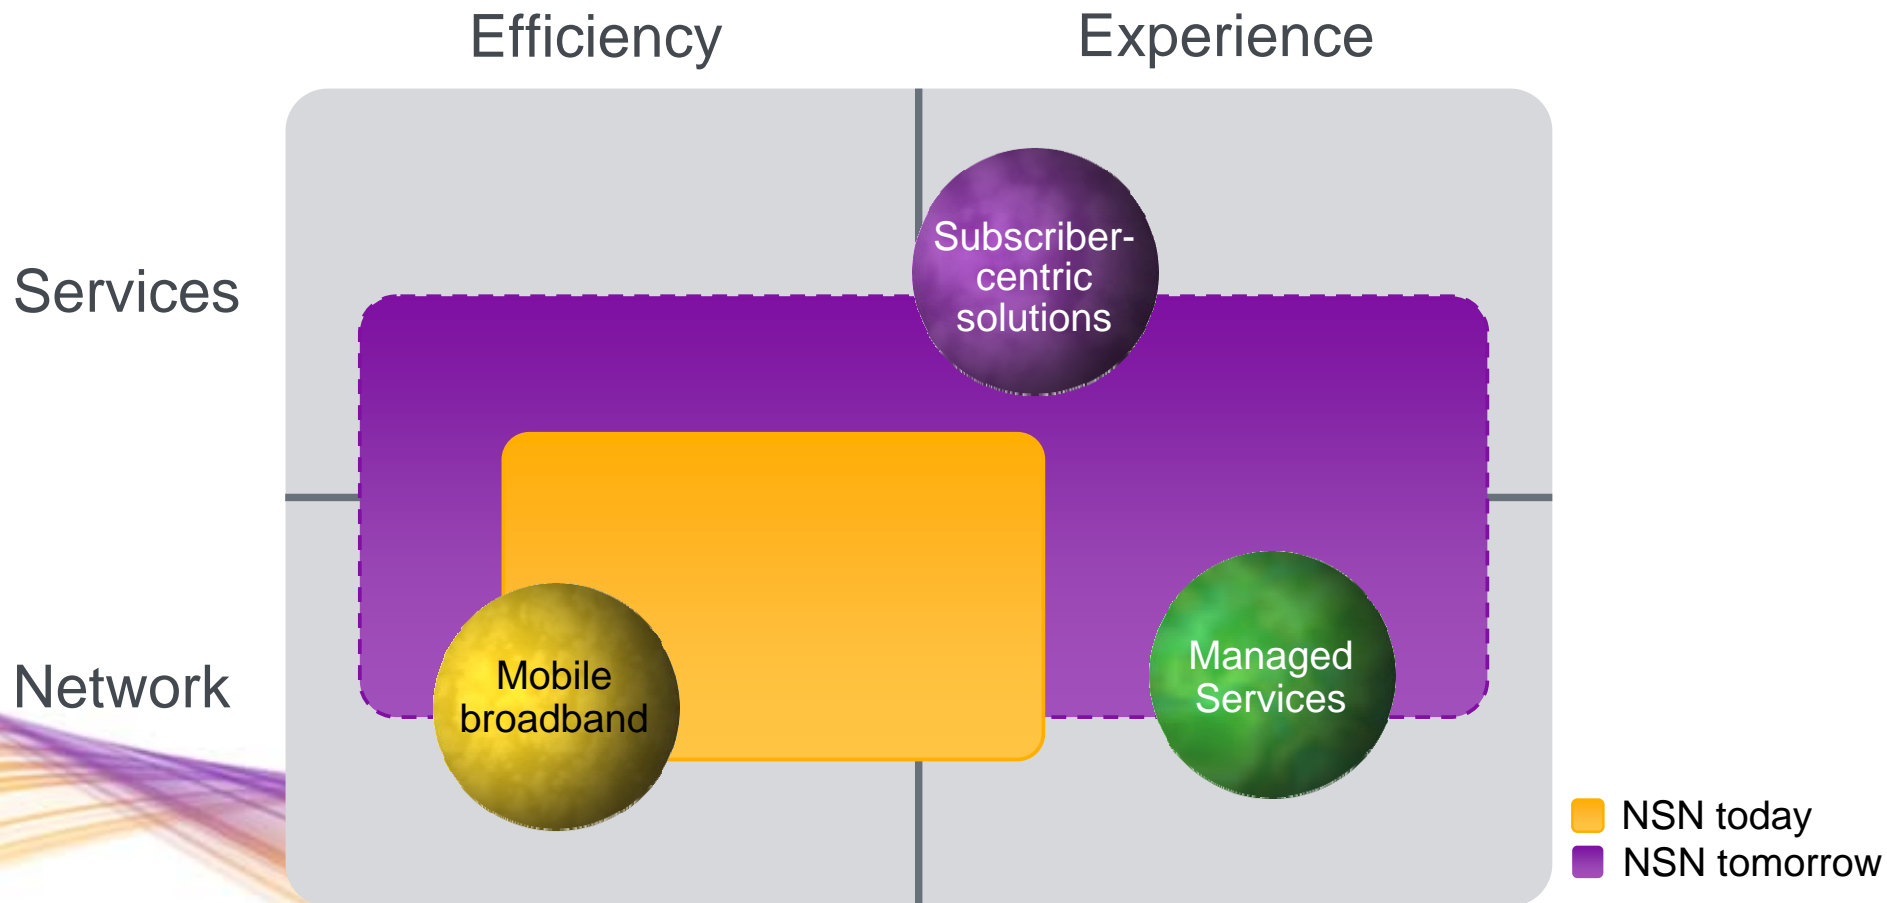 Efficiency
Experience
Services
Subscriber-
centric
solutions
Network
Mobile
broadband
Managed
Services
NSN today
NSN tomorrow